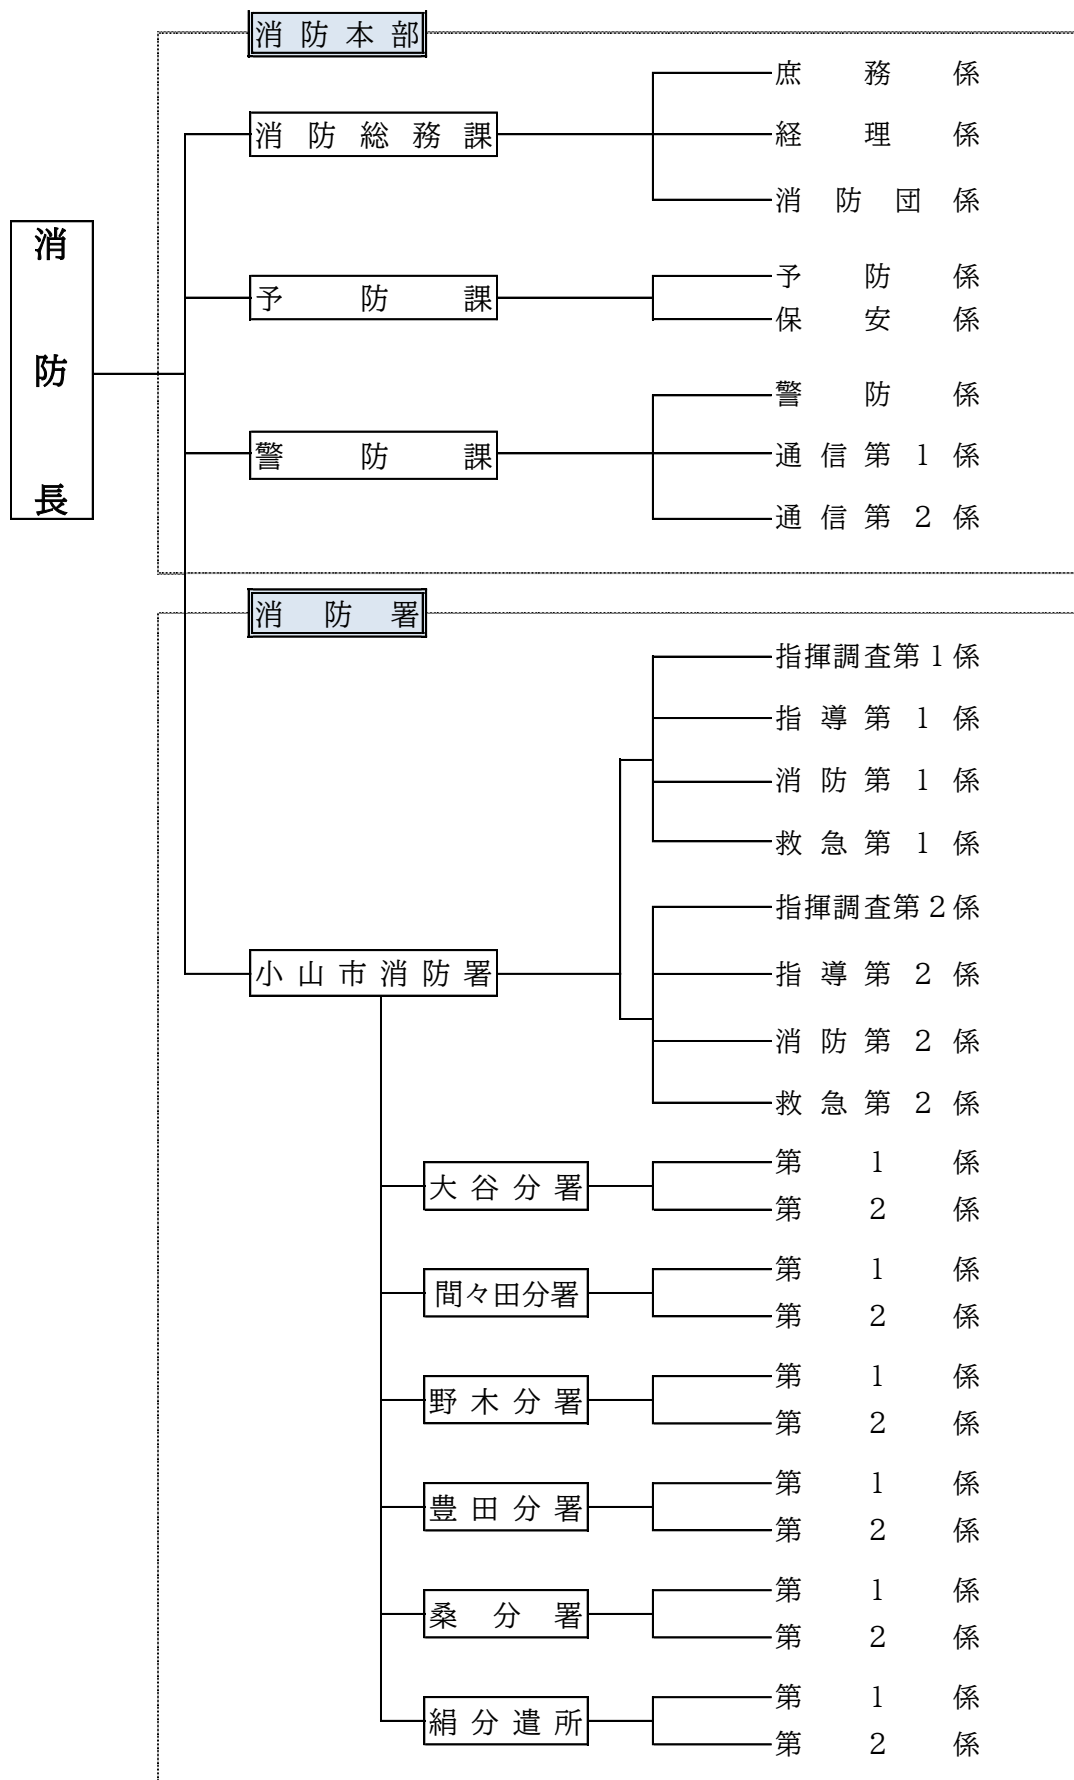 消防本部
庶務係
消防総務課
経理係
消防団係
消防長
予防課
予防係
保安係
警防課
警防係
通信第1係
通信第2係
消防署
指揮調査第1係
指導第1係
消防第1係
救急第1係
指揮調査第2係
小山市消防署
指導第2係
消防第2係
救急第2係
大谷分署
第1係
第2係
間々田分署
第1係
第2係
野木分署
第1係
第2係
豊田分署
第1係
第2係
桑分署
第1係
第2係
絹分遣所
第1係
第2係